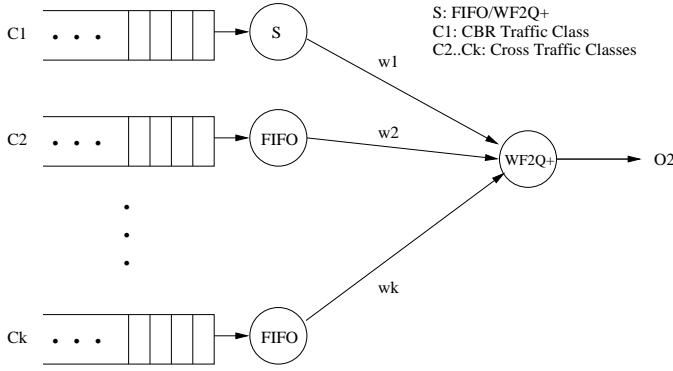 S: FIFO/WF2Q+
C1: CBR Traffic Class
C2..Ck: Cross Traffic Classes
C1
S
w1
C2
FIFO
w2
WF2Q+
O2
wk
Ck
FIFO